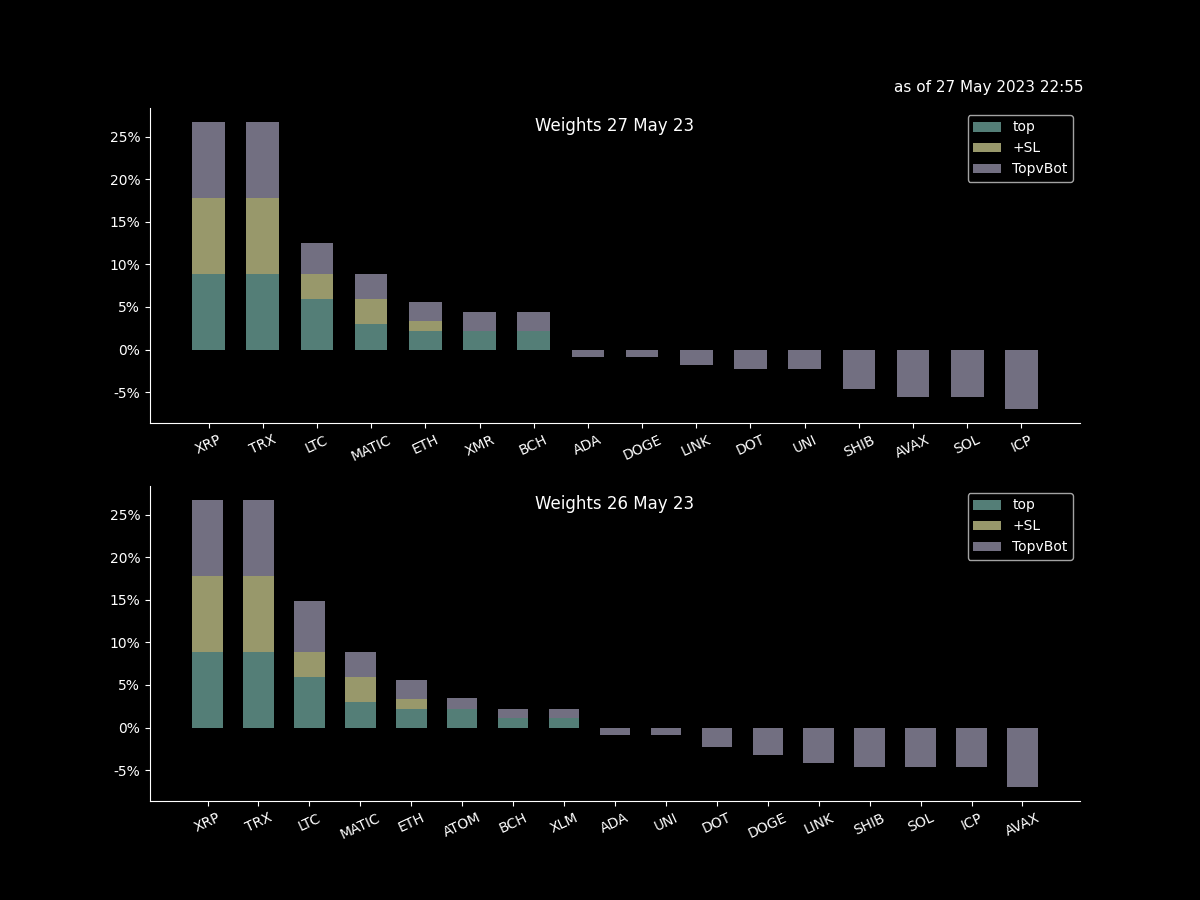 as of 27 May 2023 22:55
Weights 27 May 23
top
+SL
TopvBot
25%
20%
15%
10%
5%
0%
-5%
XRP TRX LTC MATIC ETH XMR BCH ADA DOGE LINK DOT UNI SHIB AVAX SOL ICP
Weights 26 May 23
top
+SL
TopvBot
25%
20%
15%
10%
5%
0%
-5%
XRP TRX LTC MATIC ETH ATOM BCH XLM ADA UNI DOT DOGE LINK SHIB SOL ICP AVAX